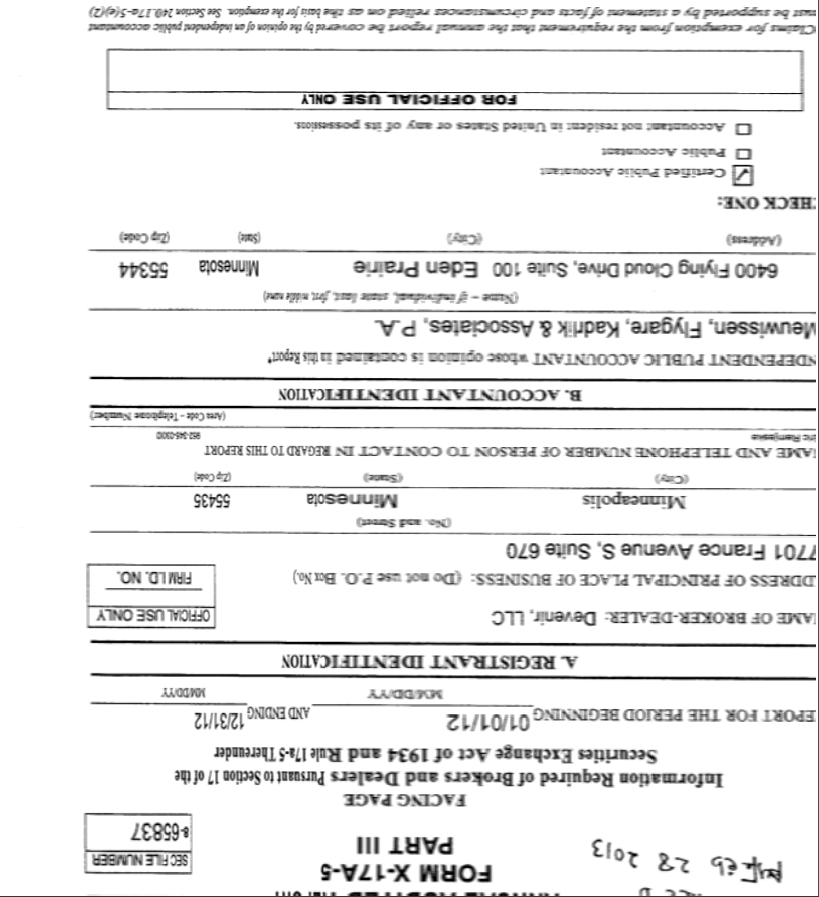 FORM X-17A-5
PART III
FEB 28 2013
SEC FILE NUMBER
8-65837
FACING PAGE
Information Required of Brokers and Dealers Pursuant to Section 17 of the
Securities Exchange Act of 1934 and Rule 17a-5 Thereunder
EPORT FOR THE PERIOD BEGINNING 01/01/12 AND ENDING 12/31/12
MM/DD/YY MM/DD/YY
A. REGISTRANT IDENTIFICATION
AME OF BROKER-DEALER: Devenir, LLC
OFFICIAL USE ONLY
DDRESS OF PRINCIPAL PLACE OF BUSINESS: (Do not use P.O. Box No.)
FIRM I.D. NO.
7701 France Avenue S, Suite 670
(No. and Street)
Minneapolis Minnesota 55435
(City) (State) (Zip Code)
AME AND TELEPHONE NUMBER OF PERSON TO CONTACT IN REGARD TO THIS REPORT
(Area Code - Telephone Number)
B. ACCOUNTANT IDENTIFICATION
NDEPENDENT PUBLIC ACCOUNTANT whose opinion is contained in this Report*
Meuwissen, Flygare, Kadrlik & Associates, P.A.
(Name – if individual, state last, first, middle name)
6400 Flying Cloud Drive, Suite 100 Eden Prairie Minnesota 55344
(Address) (City) (State) (Zip Code)
HECK ONE:
Certified Public Accountant
Public Accountant
Accountant not resident in United States or any of its possessions.
FOR OFFICIAL USE ONLY
Claims for exemption from the requirement that the annual report be covered by the opinion of an independent public accountant
must be supported by a statement of facts and circumstances relied on as the basis for the exemption. See Section 240.17a-5(e)(2)